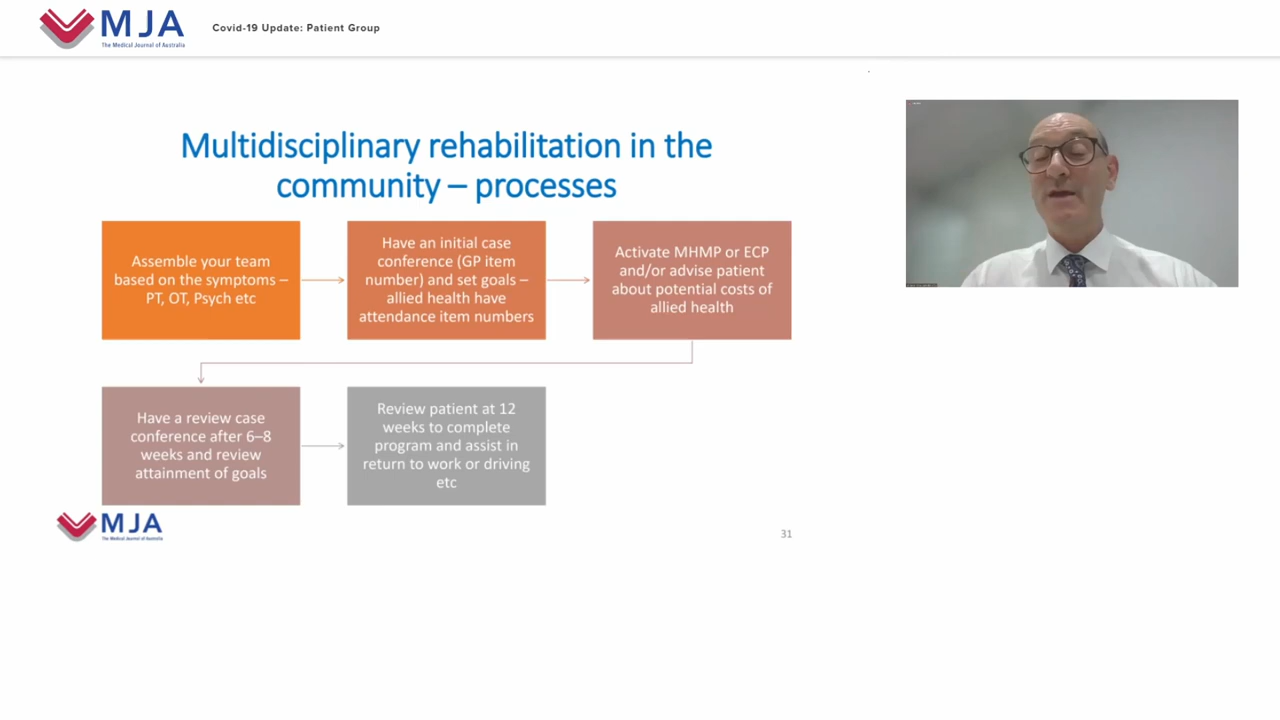 MJA
The Medical Journal of Australia
Covid-19 Update: Patient Group
Multidisciplinary rehabilitation in the
community – processes
Assemble your team
based on the symptoms –
PT, OT, Psych etc
Have an initial case
conference (GP item
number) and set goals –
allied health have
attendance item numbers
Activate MHMP or ECP
and/or advise patient
about potential costs of
allied health
Have a review case
conference after 6–8
weeks and review
attainment of goals
Review patient at 12
weeks to complete
program and assist in
return to work or driving
etc
MJA
The Medical Journal of Australia
31